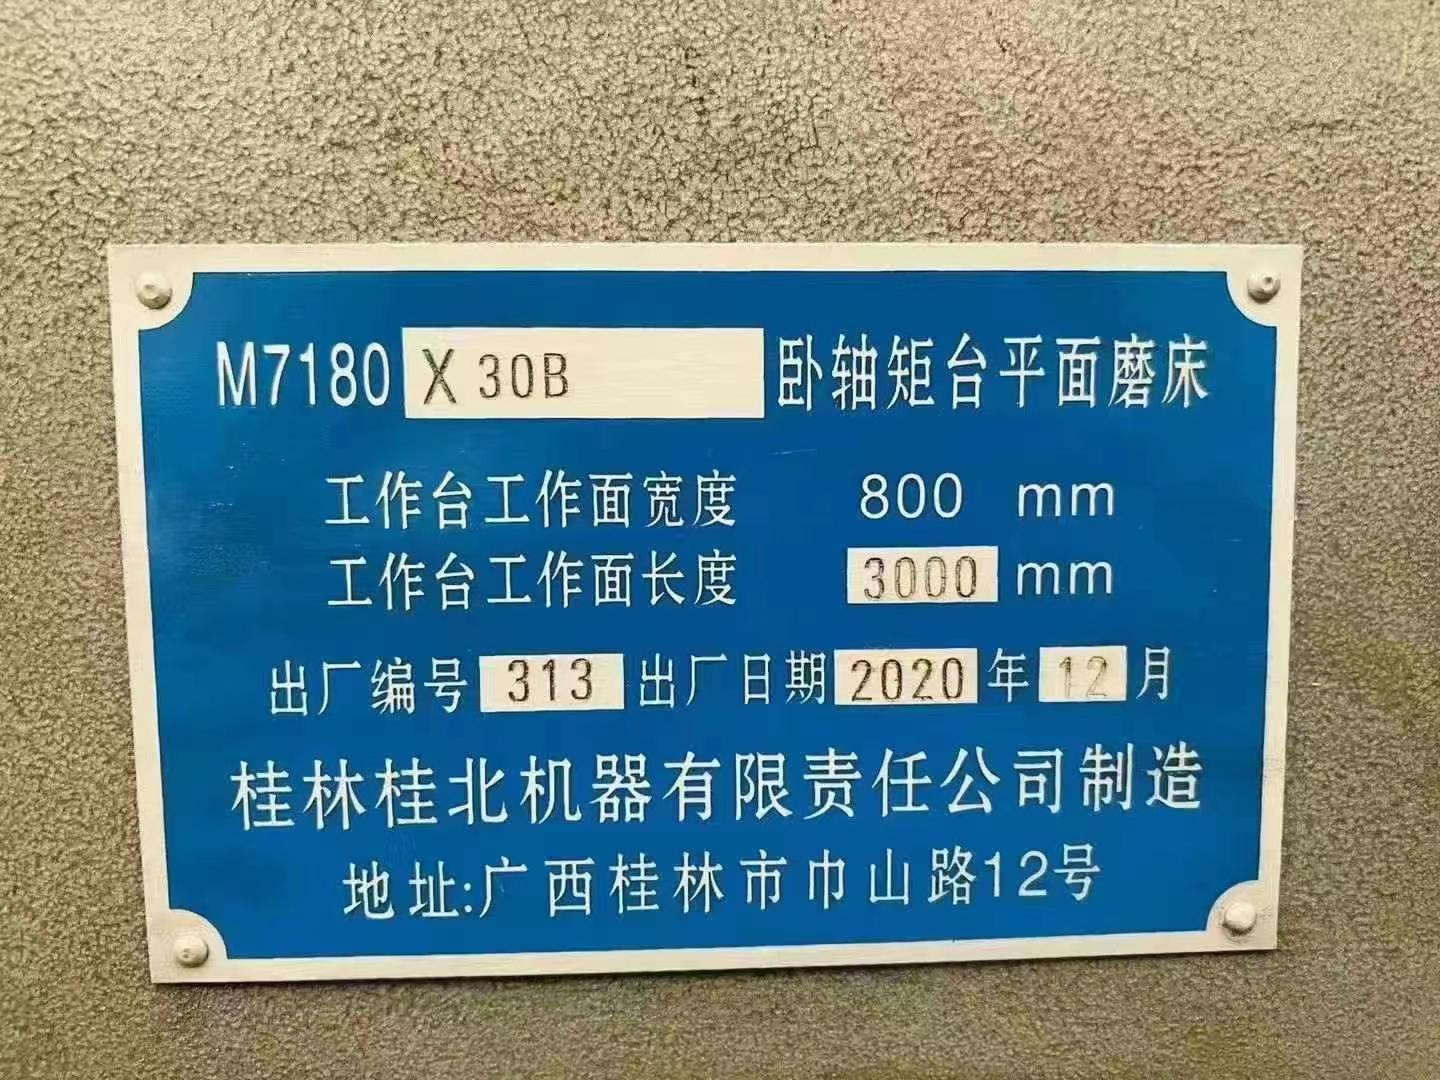 M7180 X 30B 卧轴矩台平面磨床
工作台工作面宽度 800 mm
工作台工作面长度 3000 mm
出厂编号 313 出厂日期 2020 年 12 月
桂林桂北机器有限责任公司制造
地址:广西桂林市巾山路12号